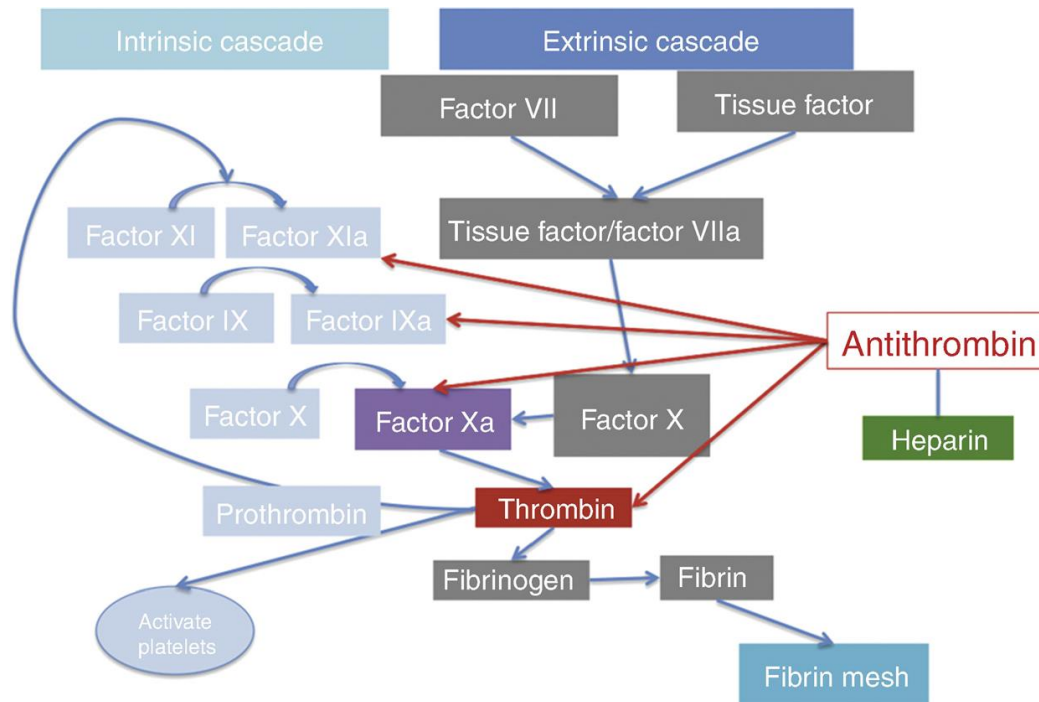 Intrinsic cascade
Extrinsic cascade
Factor VII
Tissue factor
Factor XI
Factor XIa
Tissue factor/factor VIIa
Factor IX
Factor IXa
Antithrombin
Factor X
Factor Xa
Factor X
Heparin
Prothrombin
Thrombin
Fibrinogen
Fibrin
Activate
platelets
Fibrin mesh